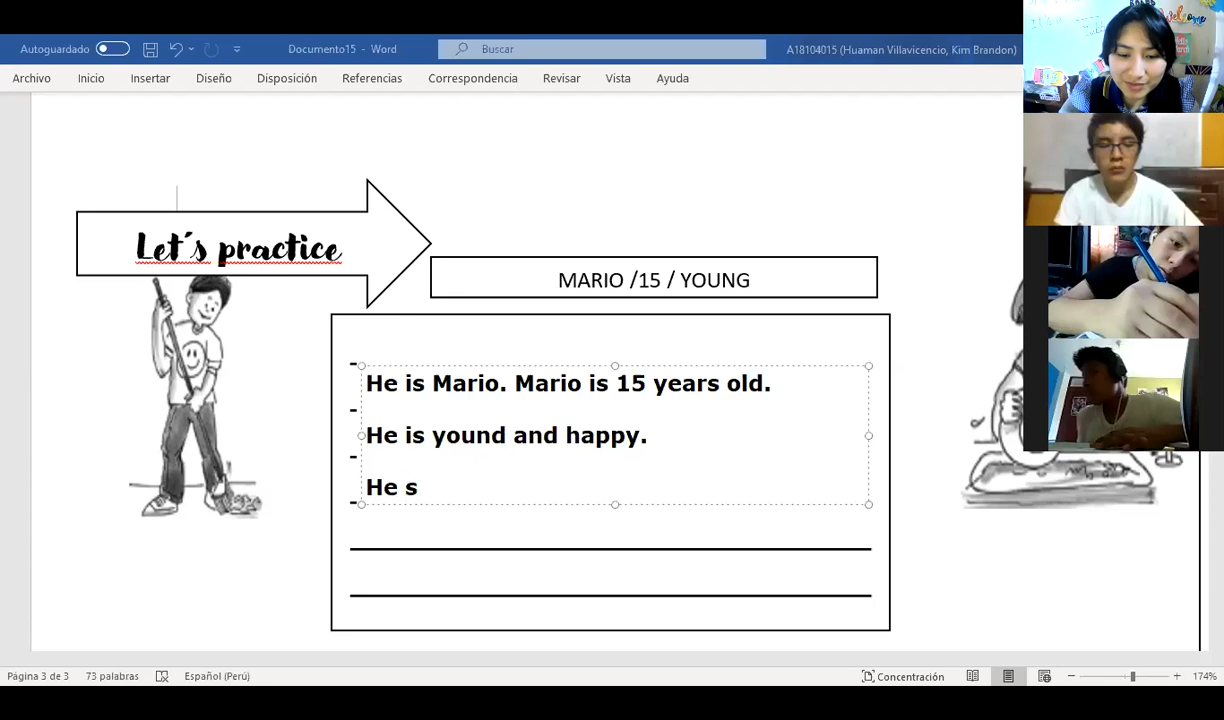 Autoguardado
Documento15 - Word
Buscar
A18104015 (Huaman Villavicencio, Kim Brandon)
Archivo Inicio Insertar Diseño Disposición Referencias Correspondencia Revisar Vista Ayuda
Let´s practice
MARIO /15 / YOUNG
He is Mario. Mario is 15 years old.
He is yound and happy.
He s
Página 3 de 3 73 palabras Español (Perú) Concentración 174%